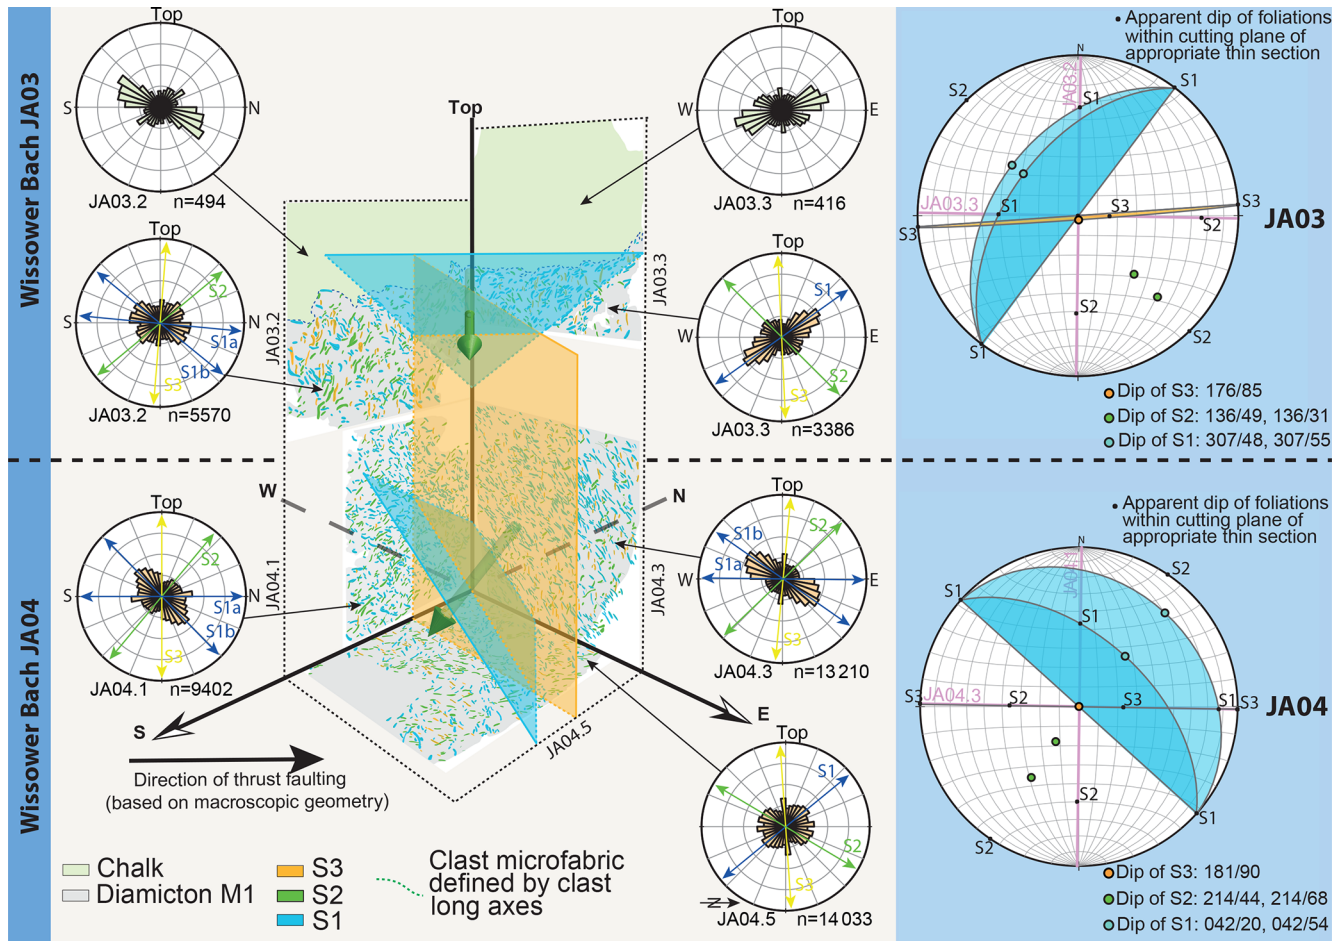 Wissower Bach JA03
Top
S
N
JA03.2 n=494
Top
S2
S
N
S1a
S1b
S3
JA03.2 n=5570
Top
JA03.2
JA03.3
Top
W
E
JA03.3 n=416
Top
S1
W
E
S2
S3
JA03.3 n=3386
• Apparent dip of foliations
within cutting plane of
appropriate thin section
N
JA03.2
S2
S1
S1
JA03.3
S1
S3
S3
S2
S3
S2
S2
S1
JA03
Dip of S3: 176/85
Dip of S2: 136/49, 136/31
Dip of S1: 307/48, 307/55
Wissower Bach JA04
Top
S2
S
N
S1a
S1b
S3
JA04.1 n=9402
W
N
JA04.1
JA04.3
S
E
JA04.5
Direction of thrust faulting
(based on macroscopic geometry)
Top
S2
S1b
S1a
W
E
S3
JA04.3 n=13210
Top
S1
S2
S3
N
JA04.5 n=14033
Chalk
Diamicton M1
S3
S2
S1
Clast microfabric
defined by clast
long axes
• Apparent dip of foliations
within cutting plane of
appropriate thin section
N
JA04.1
S2
S1
S1
S3
JA04.3
S2
S3
S1
S3
S2
S1
S2
JA04
Dip of S3: 181/90
Dip of S2: 214/44, 214/68
Dip of S1: 042/20, 042/54